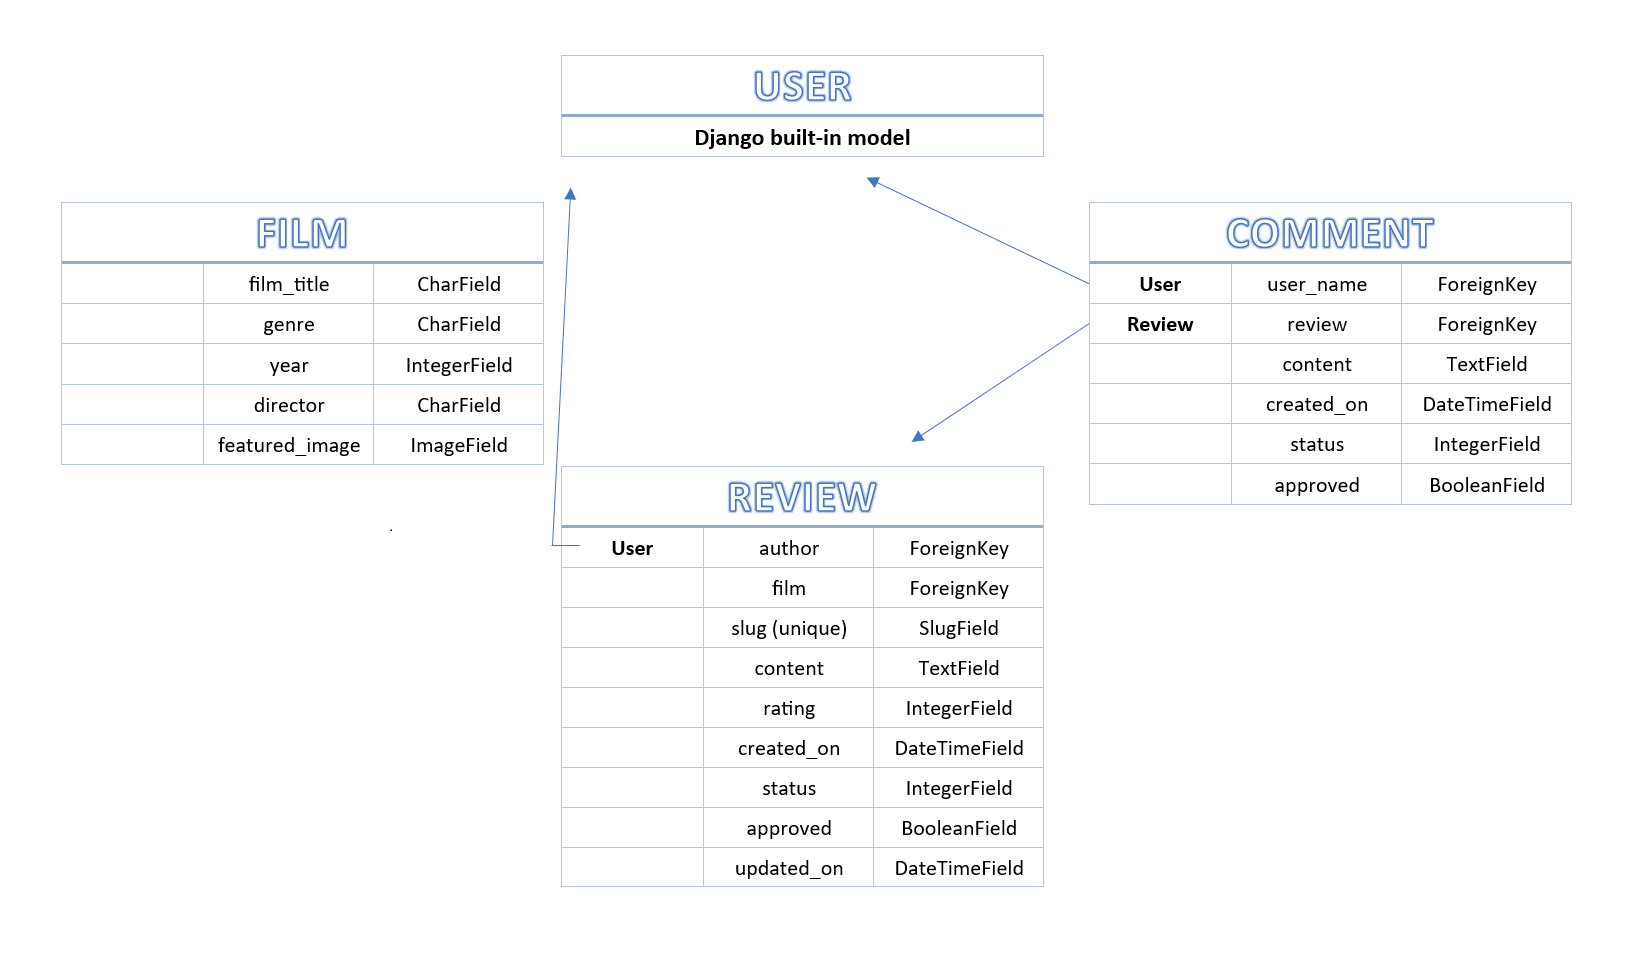 USER
Django built-in model
FILM
film_title CharField
genre CharField
year IntegerField
director CharField
featured_image ImageField
COMMENT
User user_name ForeignKey
Review review ForeignKey
content TextField
created_on DateTimeField
status IntegerField
approved BooleanField
.
REVIEW
User author ForeignKey
film ForeignKey
slug (unique) SlugField
content TextField
rating IntegerField
created_on DateTimeField
status IntegerField
approved BooleanField
updated_on DateTimeField